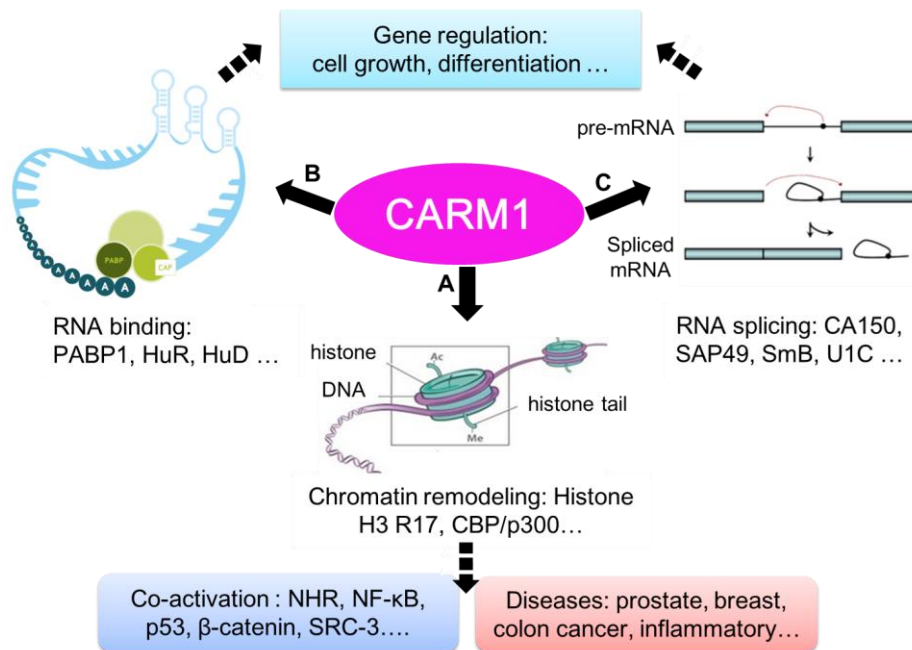 Gene regulation:
cell growth, differentiation …
pre-mRNA
B
CARM1
C
Spliced
mRNA
PABP
CAP
A A A A A A A A A
A
RNA binding:
PABP1, HuR, HuD …
RNA splicing: CA150,
SAP49, SmB, U1C …
histone
Ac
DNA
histone tail
Me
Chromatin remodeling: Histone
H3 R17, CBP/p300…
Co-activation : NHR, NF-κB,
p53, β-catenin, SRC-3….
Diseases: prostate, breast,
colon cancer, inflammatory…